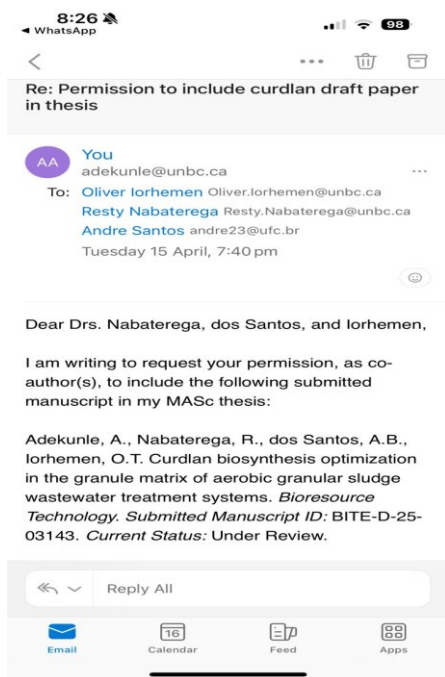 8:26
◄ WhatsApp
98
Re: Permission to include curdlan draft paper
in thesis
AA
You
adekunle@unbc.ca
To: Oliver Iorhemen Oliver.Iorhemen@unbc.ca
Resty Nabaterega Resty.Nabaterega@unbc.ca
Andre Santos andre23@ufc.br
Tuesday 15 April, 7:40 pm
Dear Drs. Nabaterega, dos Santos, and Iorhemen,
I am writing to request your permission, as co-
author(s), to include the following submitted
manuscript in my MASc thesis:
Adekunle, A., Nabaterega, R., dos Santos, A.B.,
Iorhemen, O.T. Curdlan biosynthesis optimization
in the granule matrix of aerobic granular sludge
wastewater treatment systems. Bioresource
Technology. Submitted Manuscript ID: BITE-D-25-
03143. Current Status: Under Review.
Reply All
16
Email Calendar Feed Apps